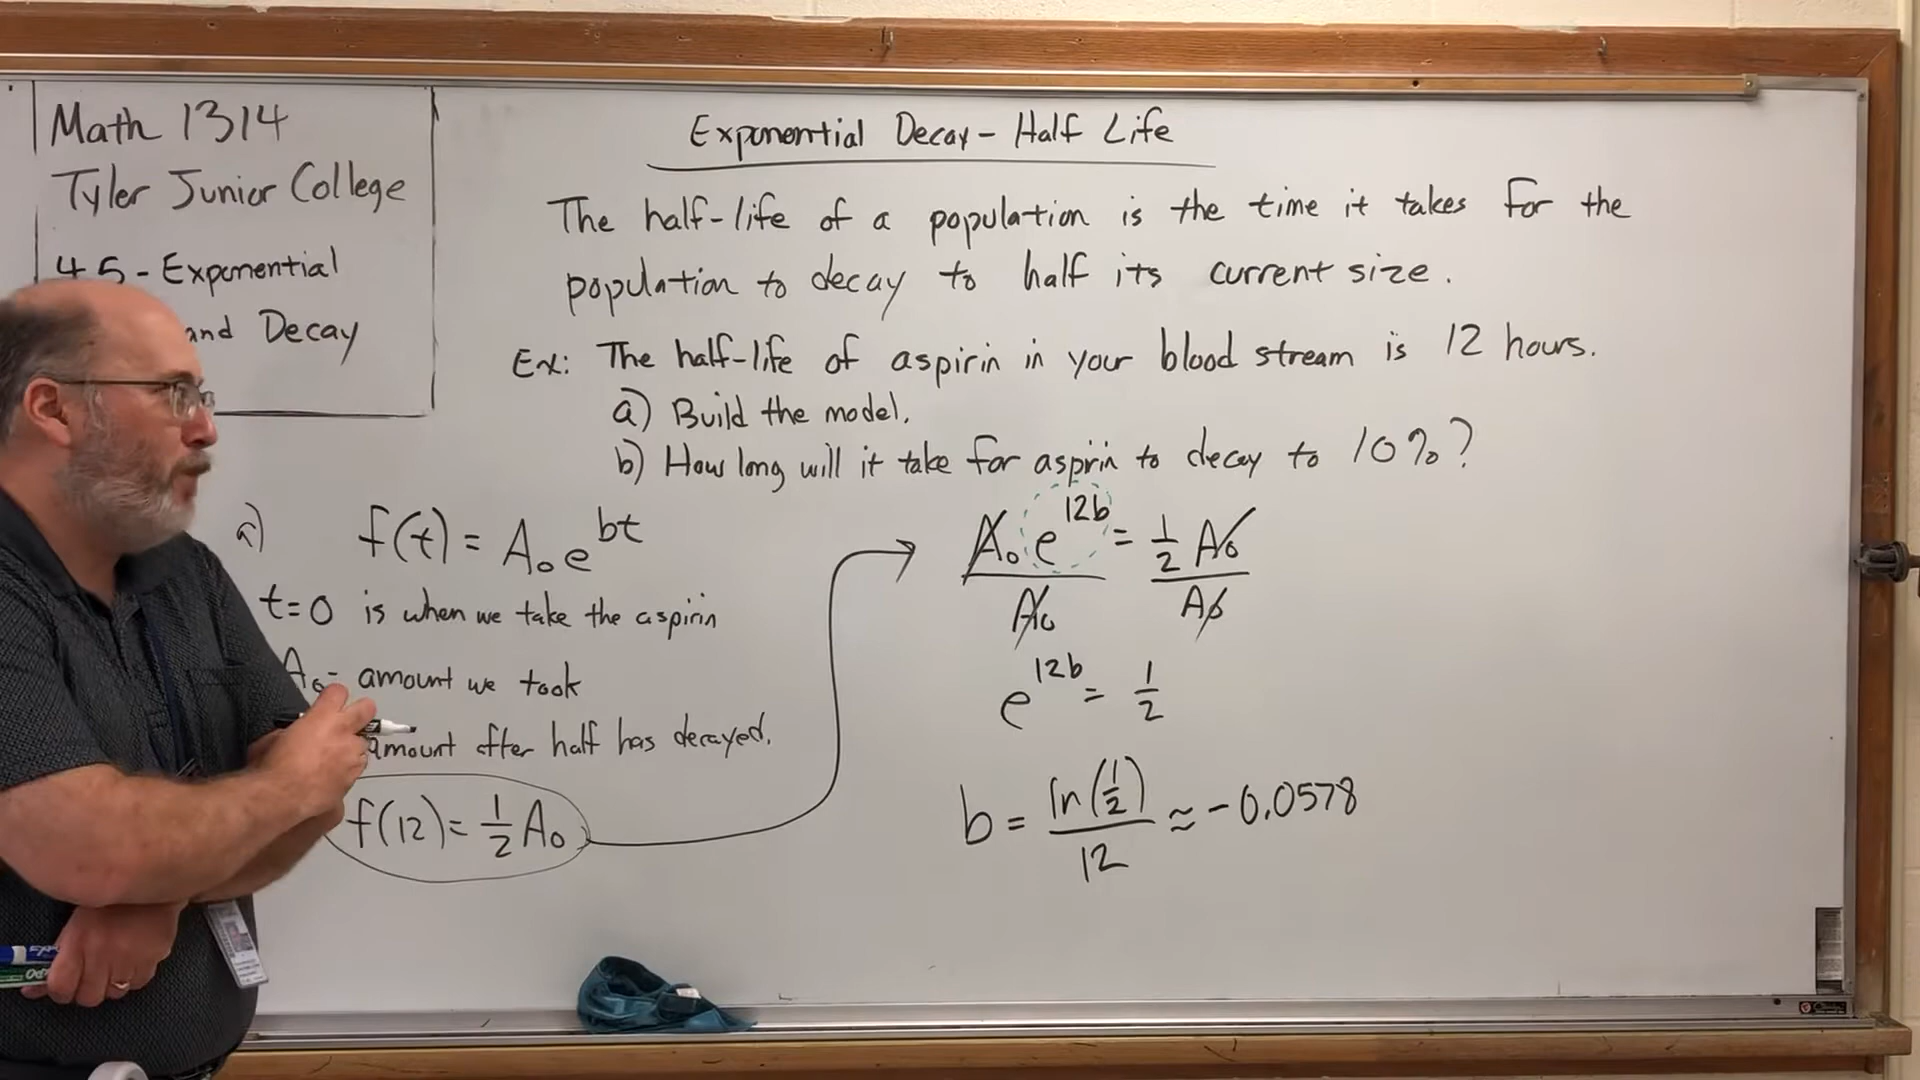 Math 1314
Tyler Junior College
4.5 - Exponential
and Decay
Exponential Decay - Half Life
The half-life of a population is the time it takes for the
population to decay to half its current size.
Ex: The half-life of aspirin in your blood stream is 12 hours.
a) Build the model.
b) How long will it take for aspirin to decay to 10%?
a) f(t) = A₀e^{bt}
t=0 is when we take the aspirin
A₀ - amount we took
amount after half has decayed.
f(12) = ½ A₀
A₀e^{12b} / A₀ = ½ A₀ / A₀
e^{12b} = ½
b = ln(½) / 12 ≈ -0.0578